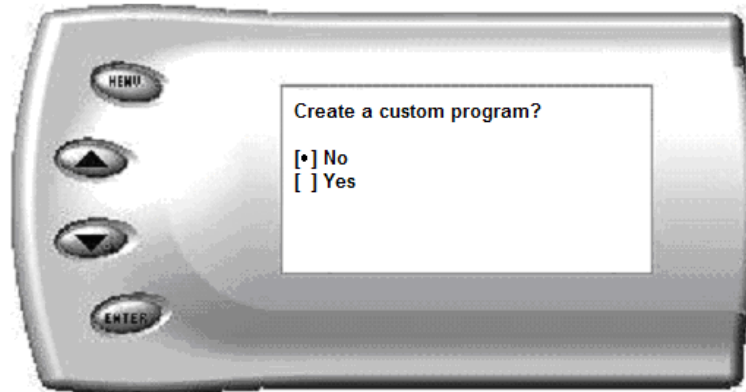 MENU
Create a custom program?
[•] No
[ ] Yes
ENTER